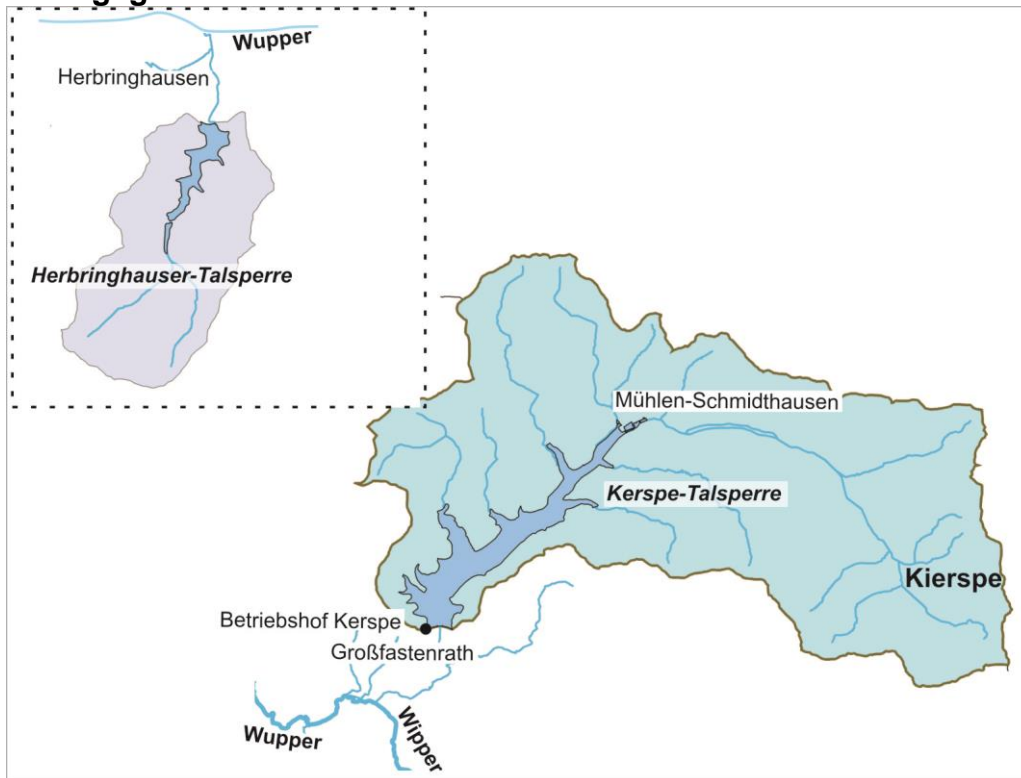 Wupper
Herbringhausen
Herbringhauser-Talsperre
Mühlen-Schmidthausen
Kerspe-Talsperre
Kierspe
Betriebshof Kerspe
Großfastenrath
Wupper
Wipper